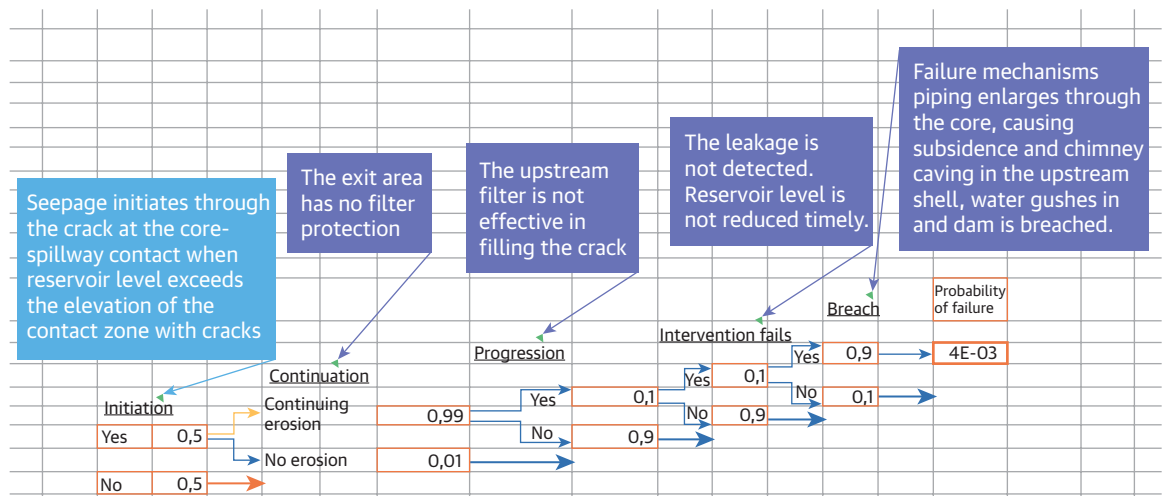 Seepage initiates through
the crack at the core-
spillway contact when
reservoir level exceeds
the elevation of the
contact zone with cracks
The exit area
has no filter
protection
The upstream
filter is not
effective in
filling the crack
The leakage is
not detected.
Reservoir level is
not reduced timely.
Failure mechanisms
piping enlarges through
the core, causing
subsidence and chimney
caving in the upstream
shell, water gushes in
and dam is breached.
Initiation
Yes 0,5
No 0,5
Continuation
Continuing
erosion
0,99
No erosion
0,01
Progression
Yes 0,1
No 0,9
Intervention fails
Yes 0,1
No 0,9
Breach
Yes 0,9
No 0,1
Probability
of failure
4E-03